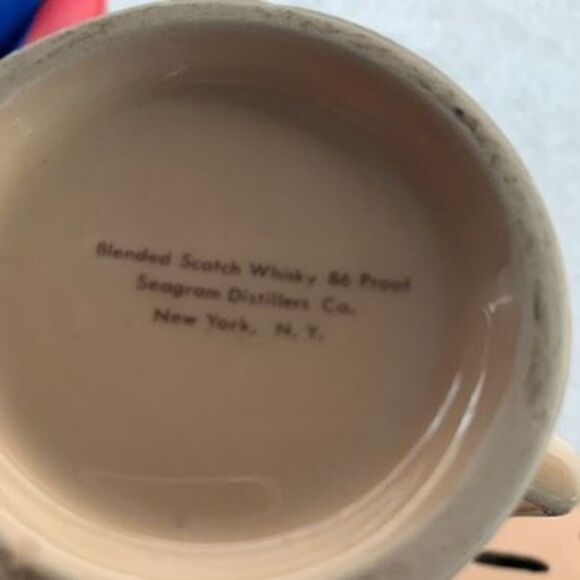 Blended Scotch Whisky 86 Proof
Seagram Distillers Co.
New York, N. Y.